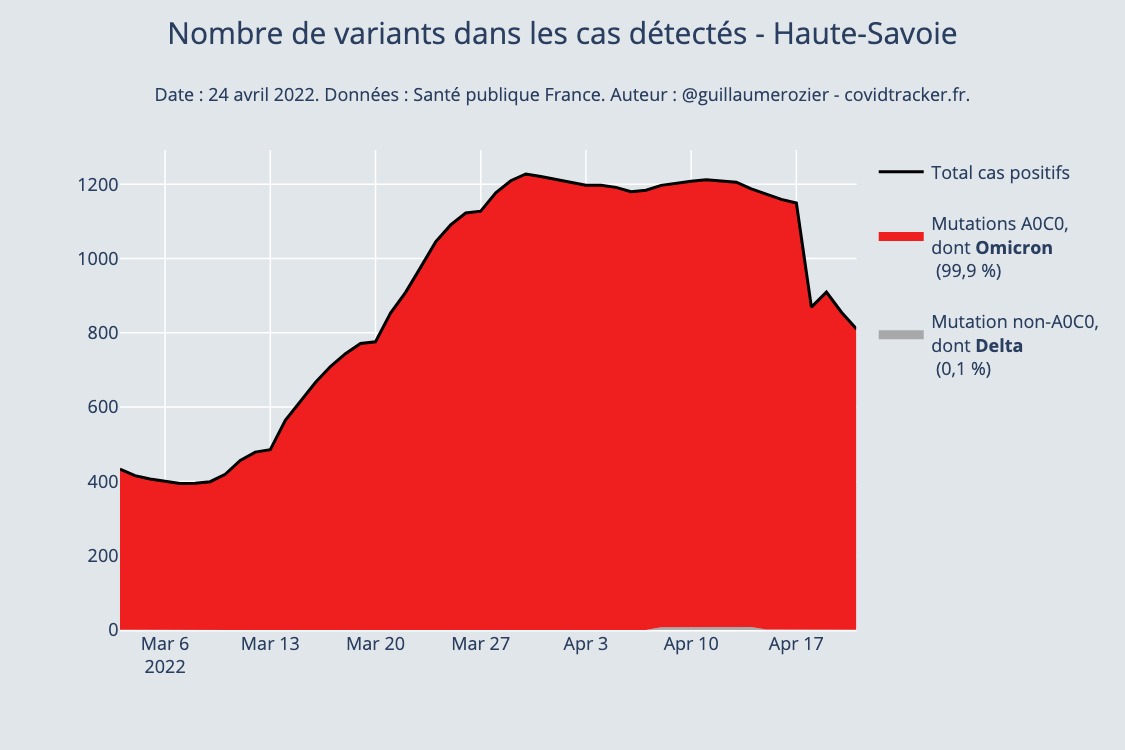 Nombre de variants dans les cas détectés - Haute-Savoie
Date : 24 avril 2022. Données : Santé publique France. Auteur : @guillaumerozier - covidtracker.fr.
Total cas positifs
Mutations A0C0,
dont Omicron
(99,9 %)
Mutation non-A0C0,
dont Delta
(0,1 %)
1200
1000
800
600
400
200
0
Mar 6 Mar 13 Mar 20 Mar 27 Apr 3 Apr 10 Apr 17
2022